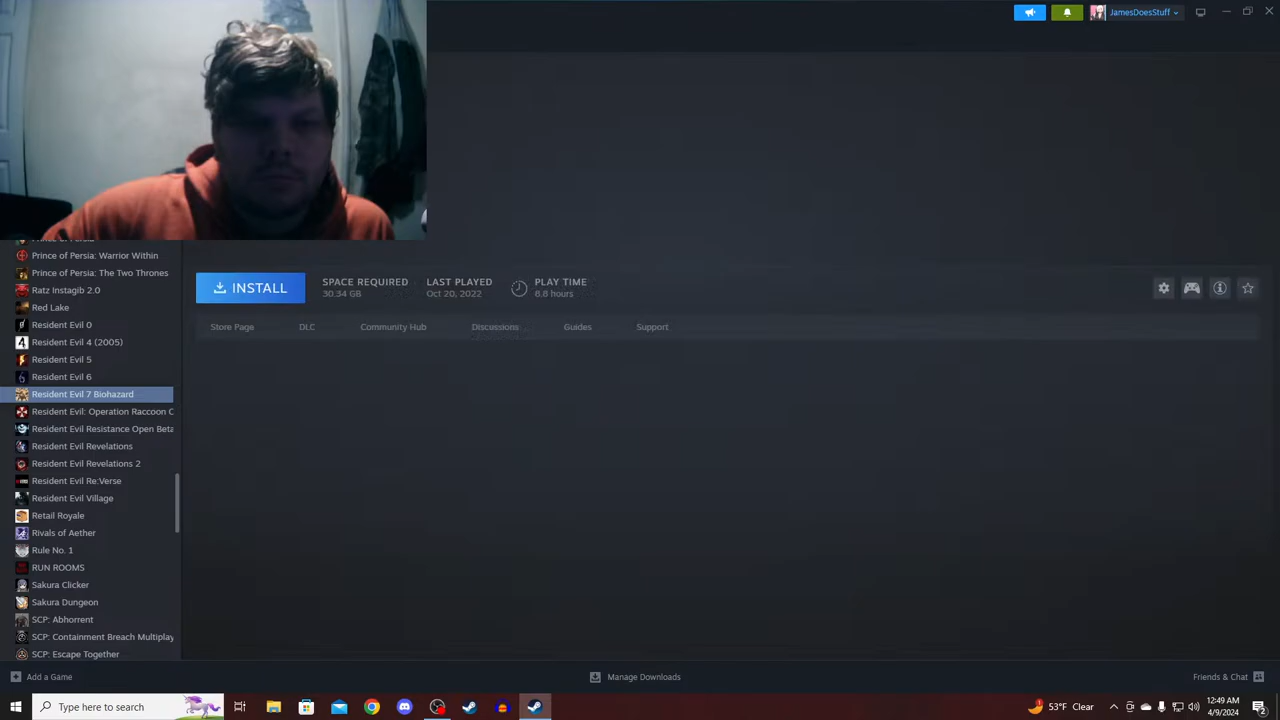 JamesDoesStuff
Prince of Persia: Warrior Within
Prince of Persia: The Two Thrones
Ratz Instagib 2.0
Red Lake
Resident Evil 0
Resident Evil 4 (2005)
Resident Evil 5
Resident Evil 6
Resident Evil 7 Biohazard
Resident Evil: Operation Raccoon C
Resident Evil Resistance Open Beta
Resident Evil Revelations
Resident Evil Revelations 2
Resident Evil Re:Verse
Resident Evil Village
Retail Royale
Rivals of Aether
Rule No. 1
RUN ROOMS
Sakura Clicker
Sakura Dungeon
SCP: Abhorrent
SCP: Containment Breach Multiplay
SCP: Escape Together
INSTALL
SPACE REQUIRED
30.34 GB
LAST PLAYED
Oct 20, 2022
PLAY TIME
6.8 hours
Store Page DLC Community Hub Discussions Guides Support
Add a Game
Manage Downloads
Friends & Chat
Type here to search
53°F Clear
12:49 AM
4/9/2024